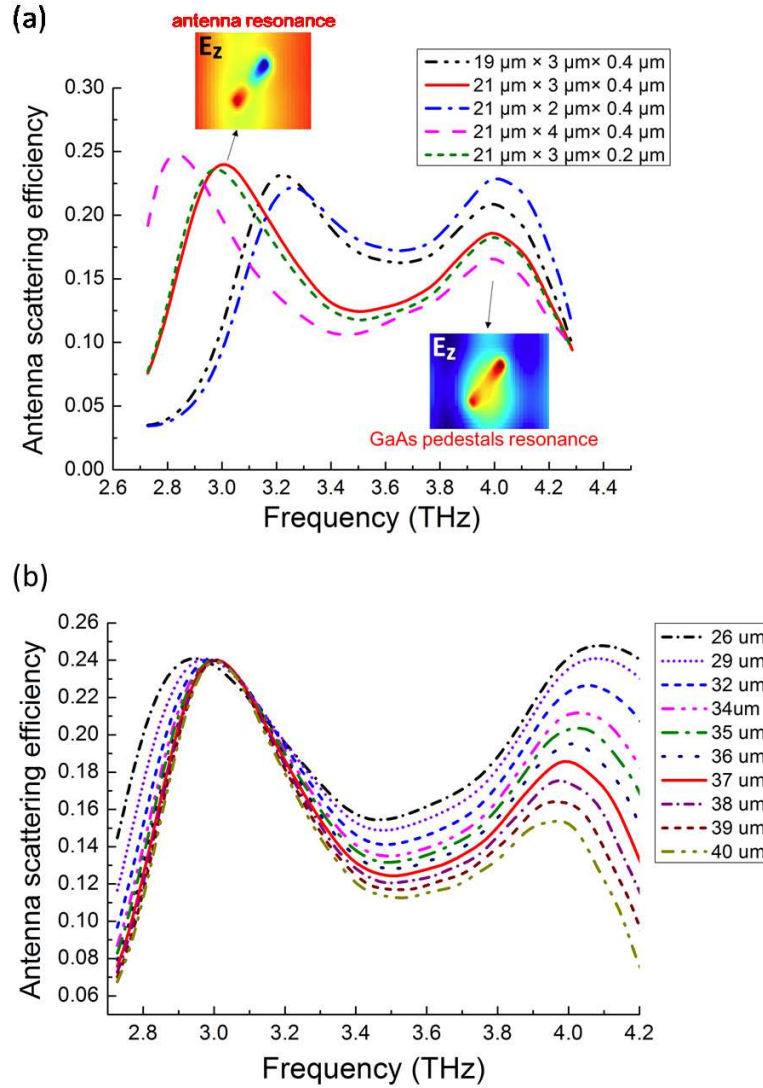 (a)
antenna resonance
Ez
19 μm × 3 μm× 0.4 μm
21 μm × 3 μm× 0.4 μm
21 μm × 2 μm× 0.4 μm
21 μm × 4 μm× 0.4 μm
21 μm × 3 μm× 0.2 μm
Antenna scattering efficiency
0.30
0.25
0.20
0.15
0.10
0.05
0.00
Ez
GaAs pedestals resonance
2.6 2.8 3.0 3.2 3.4 3.6 3.8 4.0 4.2 4.4
Frequency (THz)
(b)
Antenna scattering efficiency
0.26
0.24
0.22
0.20
0.18
0.16
0.14
0.12
0.10
0.08
0.06
26 um
29 um
32 um
34um
35 um
36 um
37 um
38 um
39 um
40 um
2.8 3.0 3.2 3.4 3.6 3.8 4.0 4.2
Frequency (THz)